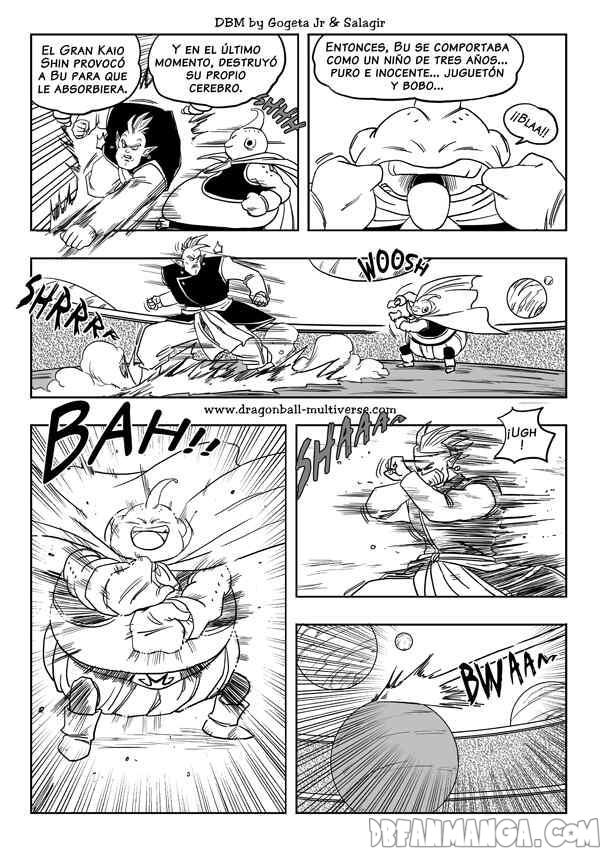 DBM by Gogeta Jr & Salagir
El Gran Kaio
Shin provocó
a Bu para que
le absorbiera.
Y en el último
momento, destruyó
su propio
cerebro.
SHHHH
Entonces, Bu se comportaba
como un niño de tres años...
puro e inocente... juguetón
y bobo...
¡¡Blaa!!
SHRRRR
WOOSH
www.dragonball-multiverse.com
BAH!!
SHAAAA
¡Ugh
!
BWAAM
DBFANMANGA.COM